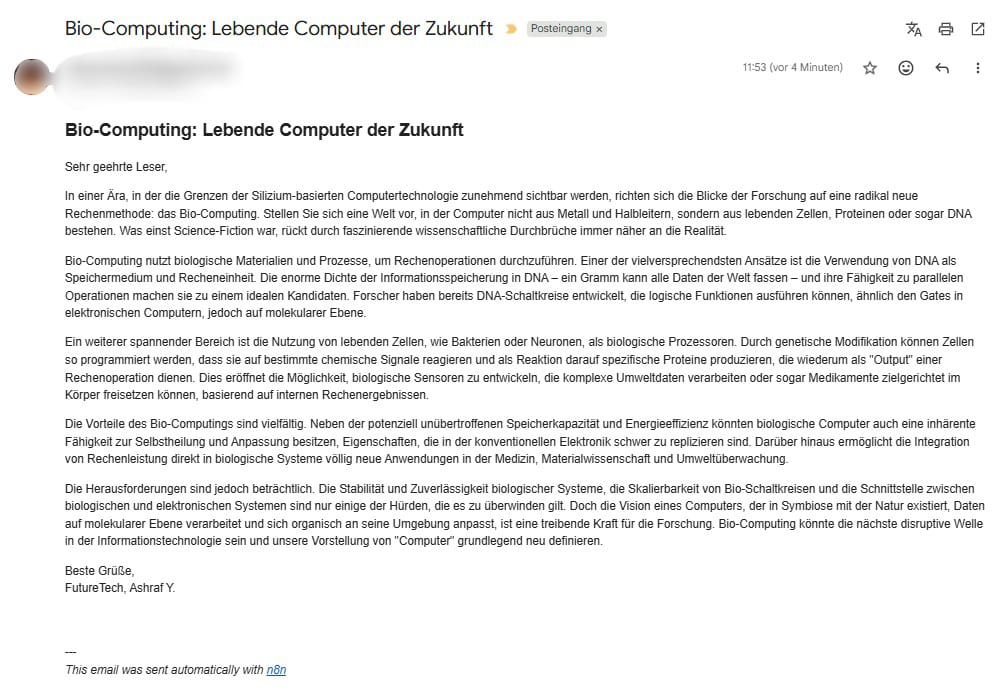 Bio-Computing: Lebende Computer der Zukunft
Posteingang ×
11:53 (vor 4 Minuten)
Bio-Computing: Lebende Computer der Zukunft
Sehr geehrte Leser,
In einer Ära, in der die Grenzen der Silizium-basierten Computertechnologie zunehmend sichtbar werden, richten sich die Blicke der Forschung auf eine radikal neue
Rechenmethode: das Bio-Computing. Stellen Sie sich eine Welt vor, in der Computer nicht aus Metall und Halbleitern, sondern aus lebenden Zellen, Proteinen oder sogar DNA
bestehen. Was einst Science-Fiction war, rückt durch faszinierende wissenschaftliche Durchbrüche immer näher an die Realität.
Bio-Computing nutzt biologische Materialien und Prozesse, um Rechenoperationen durchzuführen. Einer der vielversprechendsten Ansätze ist die Verwendung von DNA als
Speichermedium und Recheneinheit. Die enorme Dichte der Informationsspeicherung in DNA – ein Gramm kann alle Daten der Welt fassen – und ihre Fähigkeit zu parallelen
Operationen machen sie zu einem idealen Kandidaten. Forscher haben bereits DNA-Schaltkreise entwickelt, die logische Funktionen ausführen können, ähnlich den Gates in
elektronischen Computern, jedoch auf molekularer Ebene.
Ein weiterer spannender Bereich ist die Nutzung von lebenden Zellen, wie Bakterien oder Neuronen, als biologische Prozessoren. Durch genetische Modifikation können Zellen
so programmiert werden, dass sie auf bestimmte chemische Signale reagieren und als Reaktion darauf spezifische Proteine produzieren, die wiederum als "Output" einer
Rechenoperation dienen. Dies eröffnet die Möglichkeit, biologische Sensoren zu entwickeln, die komplexe Umweltdaten verarbeiten oder sogar Medikamente zielgerichtet im
Körper freisetzen können, basierend auf internen Rechenergebnissen.
Die Vorteile des Bio-Computings sind vielfältig. Neben der potenziell unübertroffenen Speicherkapazität und Energieeffizienz könnten biologische Computer auch eine inhärente
Fähigkeit zur Selbstheilung und Anpassung besitzen, Eigenschaften, die in der konventionellen Elektronik schwer zu replizieren sind. Darüber hinaus ermöglicht die Integration
von Rechenleistung direkt in biologische Systeme völlig neue Anwendungen in der Medizin, Materialwissenschaft und Umweltüberwachung.
Die Herausforderungen sind jedoch beträchtlich. Die Stabilität und Zuverlässigkeit biologischer Systeme, die Skalierbarkeit von Bio-Schaltkreisen und die Schnittstelle zwischen
biologischen und elektronischen Systemen sind nur einige der Hürden, die es zu überwinden gilt. Doch die Vision eines Computers, der in Symbiose mit der Natur existiert, Daten
auf molekularer Ebene verarbeitet und sich organisch an seine Umgebung anpasst, ist eine treibende Kraft für die Forschung. Bio-Computing könnte die nächste disruptive Welle
in der Informationstechnologie sein und unsere Vorstellung von "Computer" grundlegend neu definieren.
Beste Grüße,
FutureTech, Ashraf Y.
---
This email was sent automatically with n8n